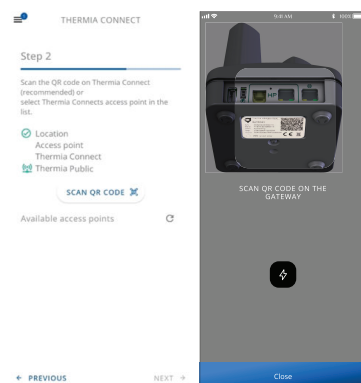 THERMIA CONNECT
Step 2
Scan the QR code on Thermia Connect
(recommended) or
select Thermia Connects access point in the
list.
Location
Access point
Thermia Connect
Thermia Public
SCAN QR CODE
Available access points
← PREVIOUS
NEXT →
9:41 AM
100%
HP
SCAN QR CODE ON THE
GATEWAY
Close